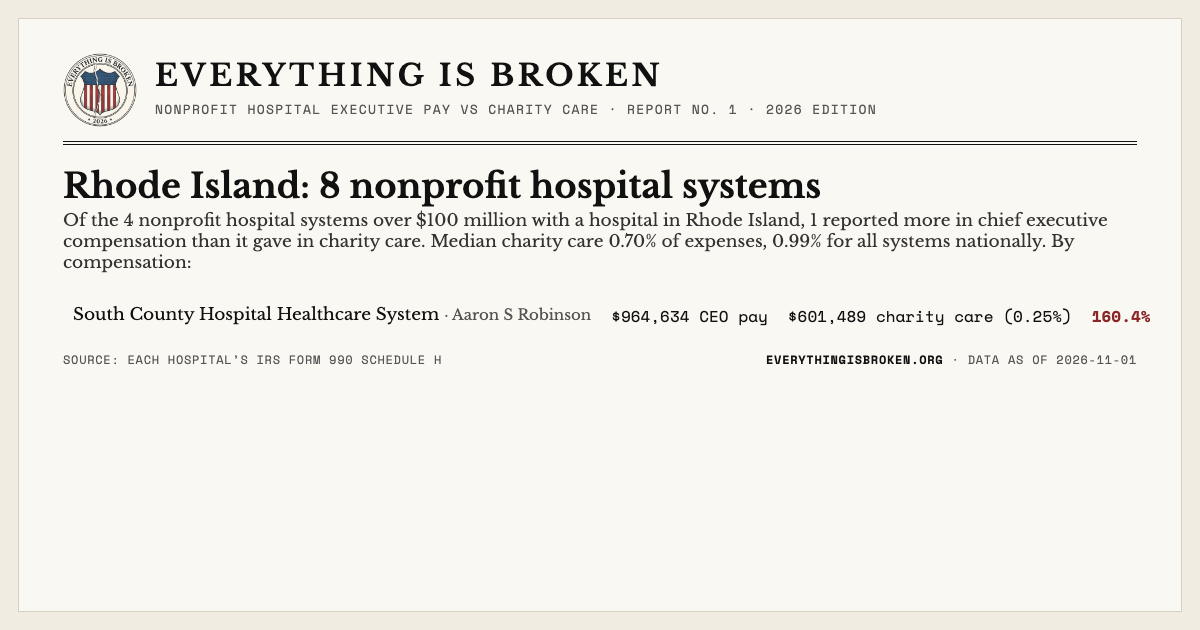 EVERYTHING IS BROKEN
· 2026 ·
EVERYTHING IS BROKEN
NONPROFIT HOSPITAL EXECUTIVE PAY VS CHARITY CARE · REPORT NO. 1 · 2026 EDITION
Rhode Island: 8 nonprofit hospital systems
Of the 4 nonprofit hospital systems over $100 million with a hospital in Rhode Island, 1 reported more in chief executive
compensation than it gave in charity care. Median charity care 0.70% of expenses, 0.99% for all systems nationally. By
compensation:
South County Hospital Healthcare System · Aaron S Robinson $964,634 CEO pay $601,489 charity care (0.25%) 160.4%
SOURCE: EACH HOSPITAL'S IRS FORM 990 SCHEDULE H EVERYTHINGISBROKEN.ORG · DATA AS OF 2026-11-01